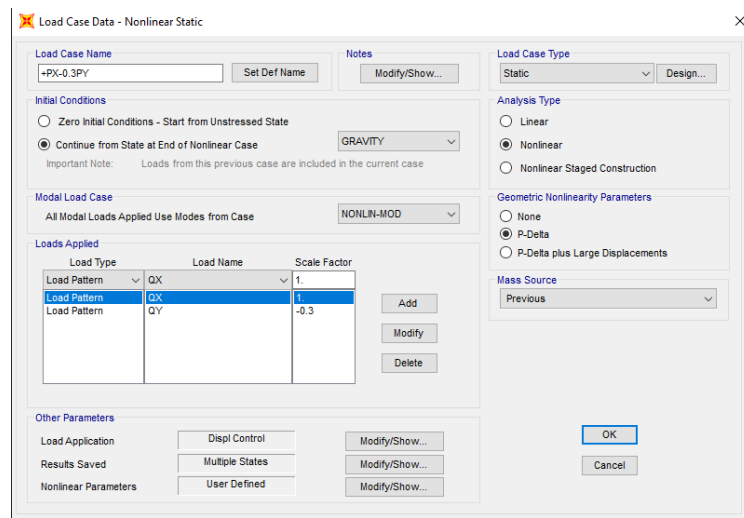 Load Case Data - Nonlinear Static
Load Case Name
+PX-0.3PY
Set Def Name
Notes
Modify/Show...
Load Case Type
Static
Design...
Initial Conditions
Zero Initial Conditions - Start from Unstressed State
Continue from State at End of Nonlinear Case
GRAVITY
Important Note: Loads from this previous case are included in the current case
Analysis Type
Linear
Nonlinear
Nonlinear Staged Construction
Modal Load Case
All Modal Loads Applied Use Modes from Case
NONLIN-MOD
Geometric Nonlinearity Parameters
None
P-Delta
P-Delta plus Large Displacements
Loads Applied
Load Type Load Name Scale Factor
Load Pattern QX 1.
Load Pattern QX 1.
Load Pattern QY -0.3
Add
Modify
Delete
Mass Source
Previous
Other Parameters
Load Application Displ Control Modify/Show...
Results Saved Multiple States Modify/Show...
Nonlinear Parameters User Defined Modify/Show...
OK
Cancel